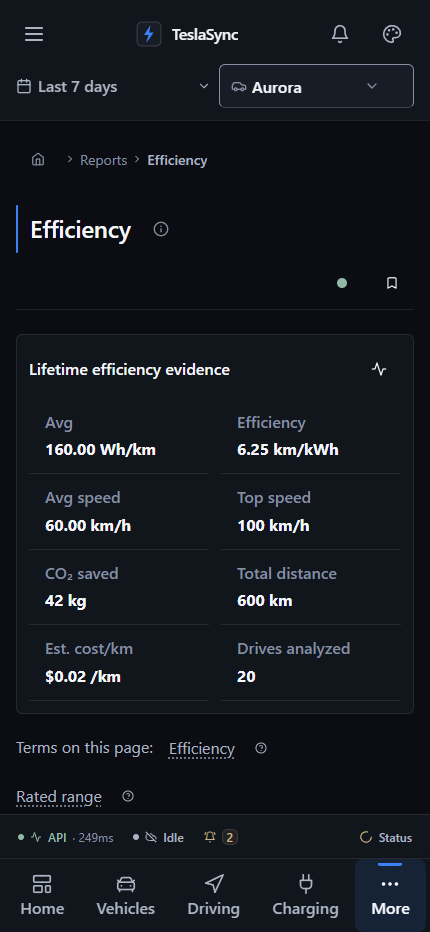 TeslaSync
Last 7 days
Aurora
Reports
Efficiency
Efficiency
Lifetime efficiency evidence
Avg
160.00 Wh/km
Efficiency
6.25 km/kWh
Avg speed
60.00 km/h
Top speed
100 km/h
CO₂ saved
42 kg
Total distance
600 km
Est. cost/km
$0.02 /km
Drives analyzed
20
Terms on this page: Efficiency
Rated range
API · 249ms
Idle
2
Status
Home
Vehicles
Driving
Charging
More